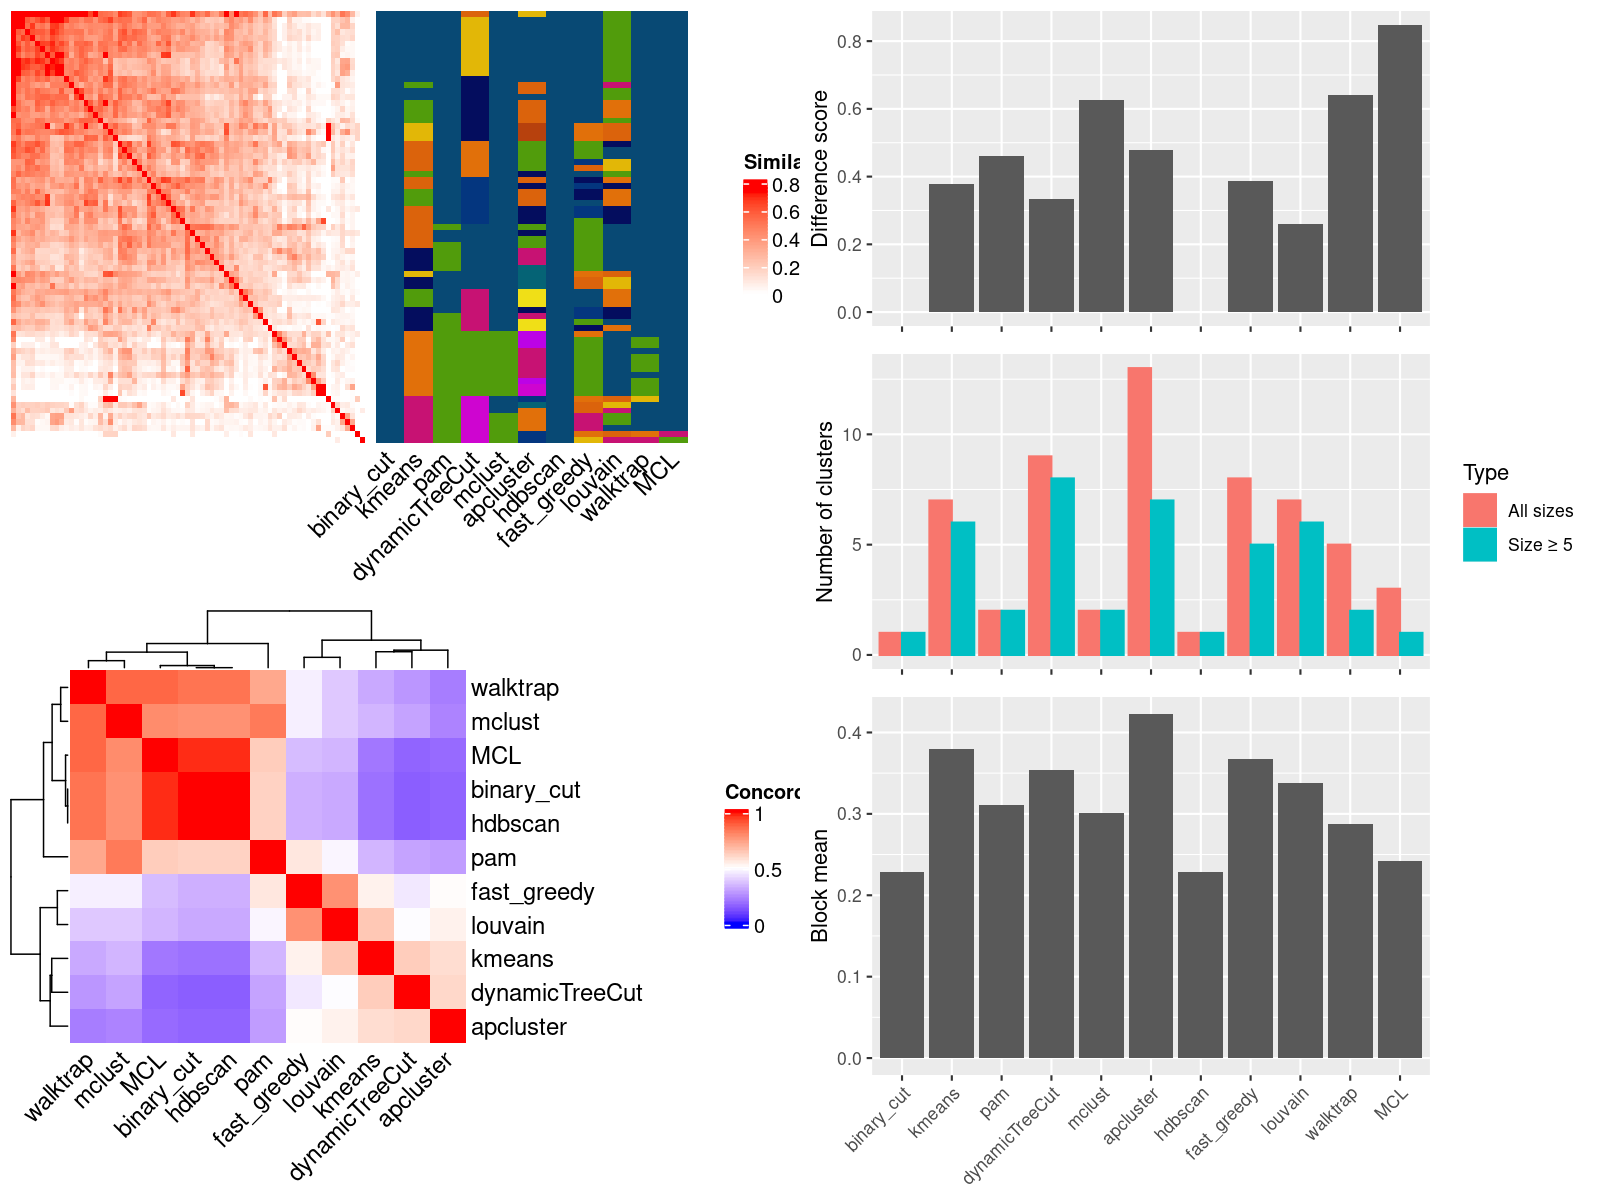 Simila
0.8
0.6
0.4
0.2
0
binary_cut
kmeans
pam
dynamicTreeCut
mclust
apcluster
hdbscan
fast_greedy
louvain
walktrap
MCL
walktrap
mclust
MCL
binary_cut
hdbscan
pam
fast_greedy
louvain
kmeans
dynamicTreeCut
apcluster
walktrap
mclust
MCL
binary_cut
hdbscan
pam
fast_greedy
louvain
kmeans
dynamicTreeCut
apcluster
Concord
1
0.5
0
Difference score
0.8
0.6
0.4
0.2
0.0
Number of clusters
10
5
0
Type
All sizes
Size ≥ 5
Block mean
0.4
0.3
0.2
0.1
0.0
binary_cut
kmeans
pam
dynamicTreeCut
mclust
apcluster
hdbscan
fast_greedy
louvain
walktrap
MCL